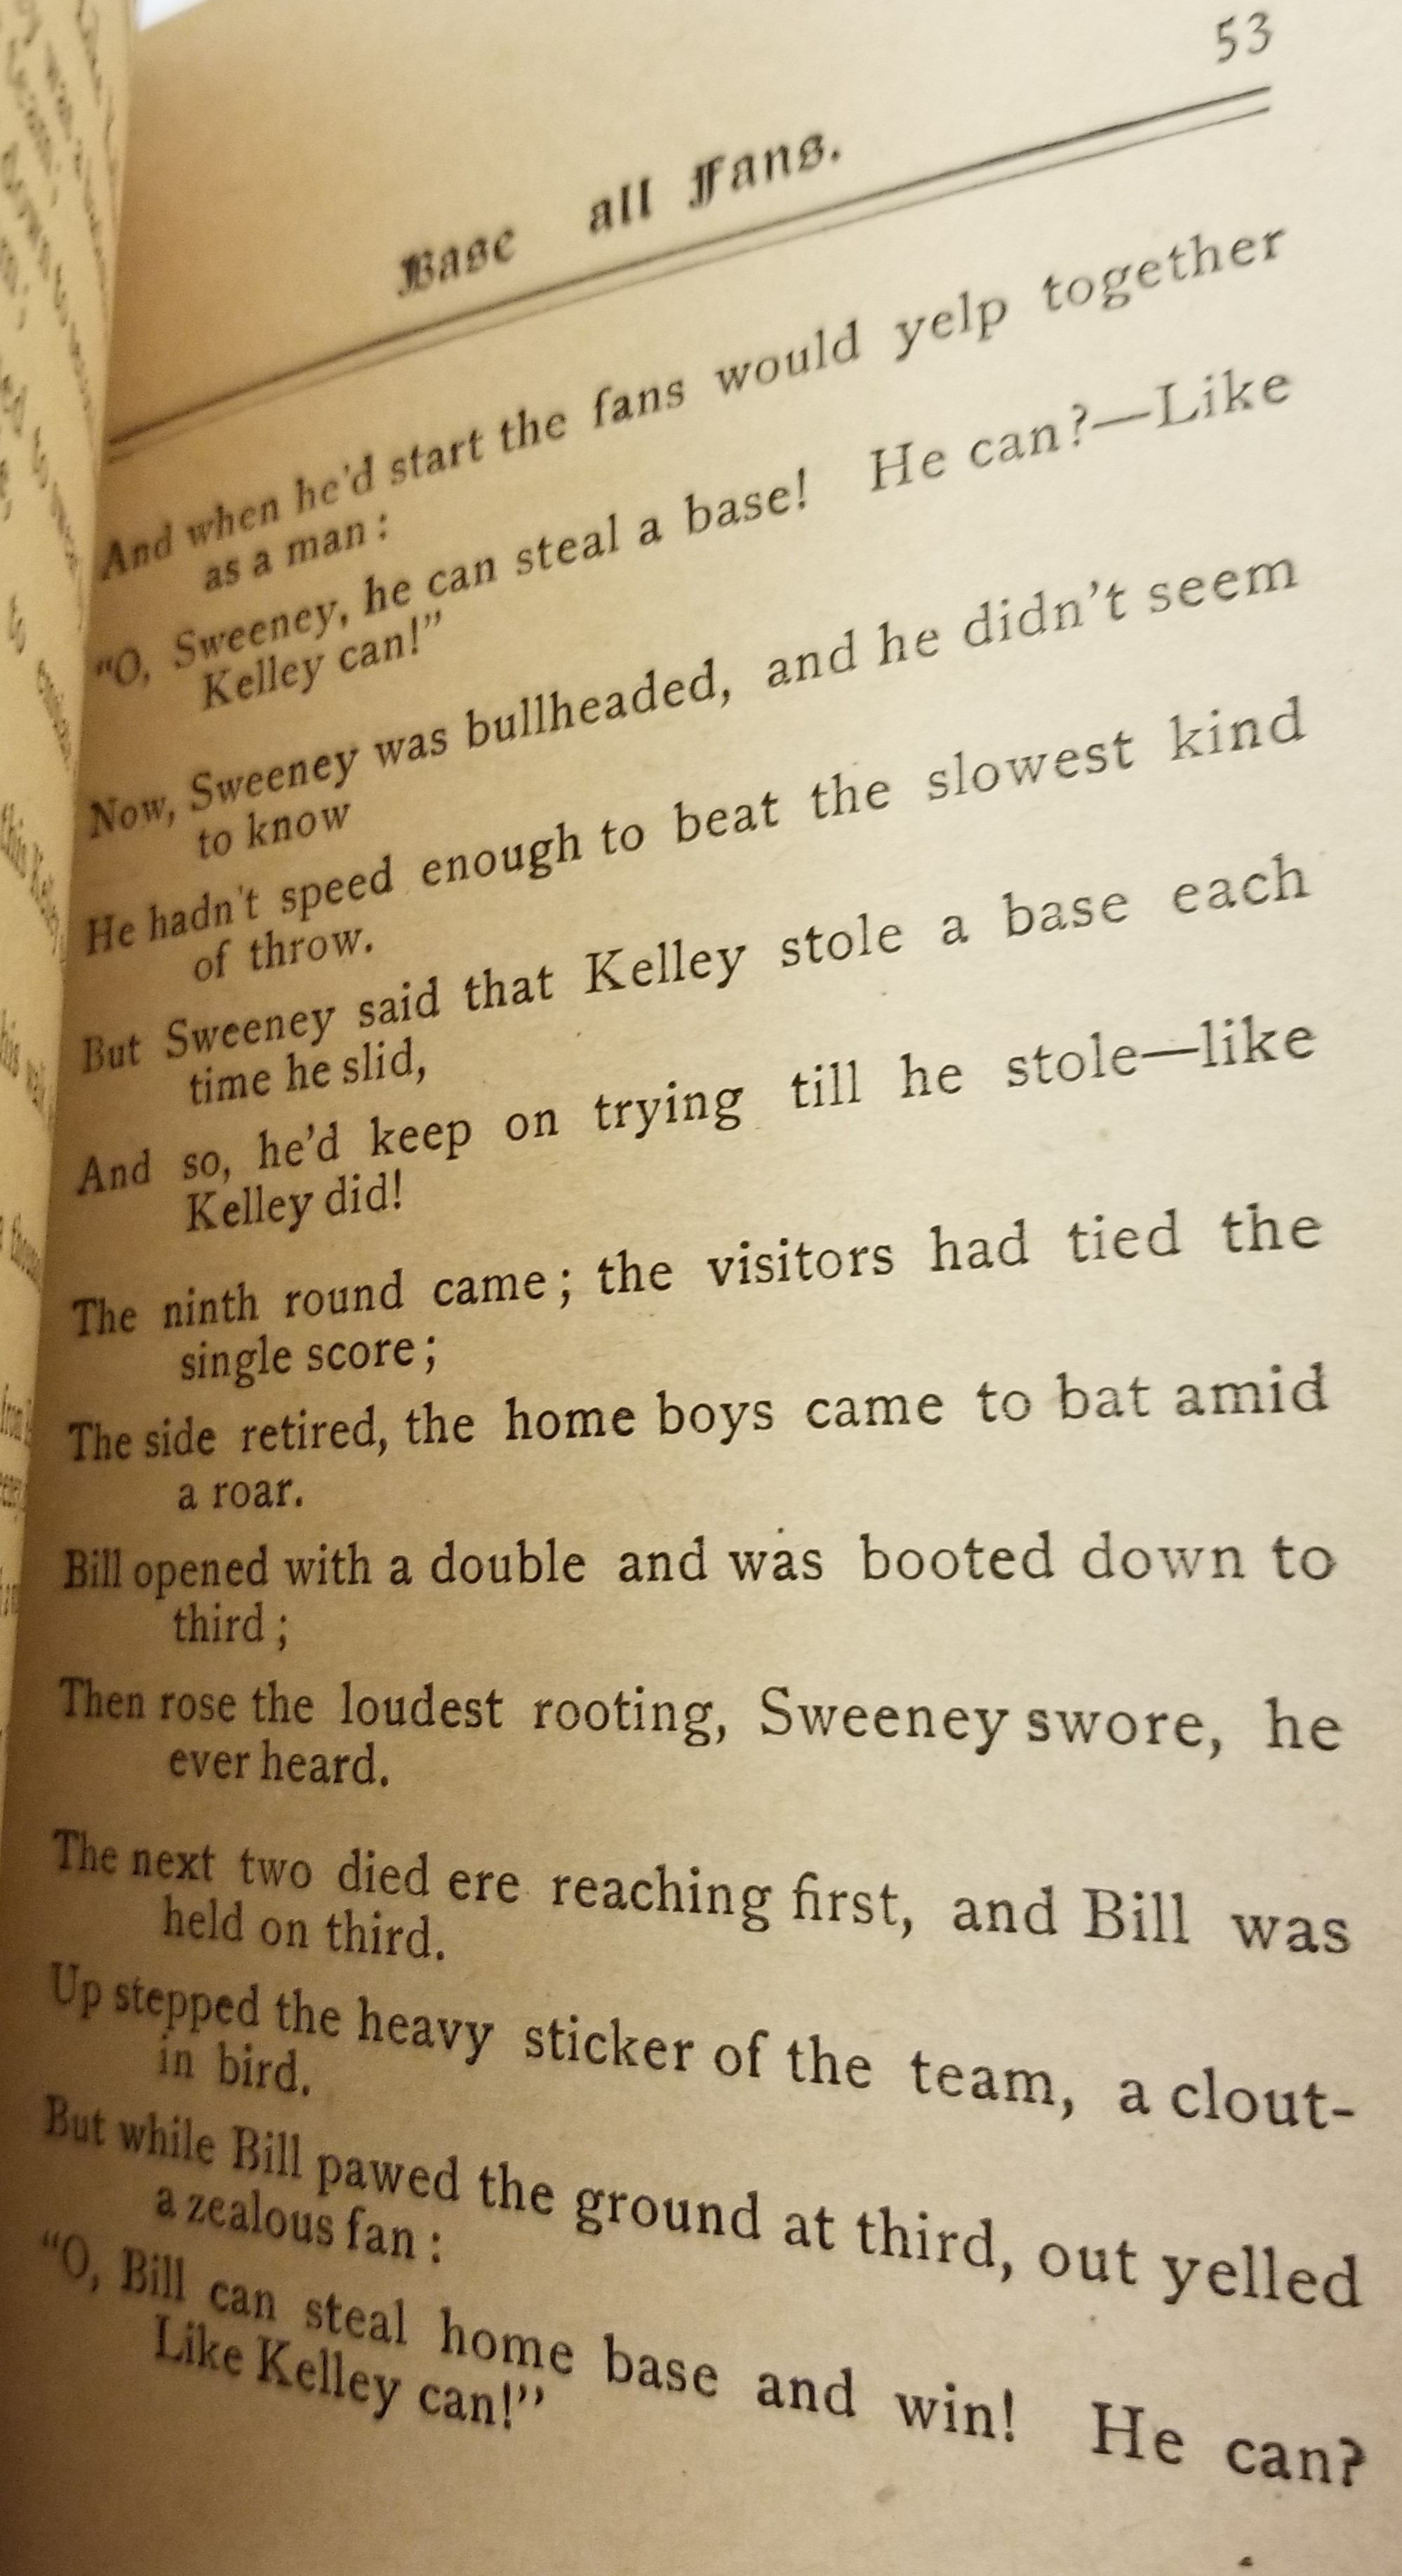 53
Base all Fans.
And when he'd start the fans would yelp together
as a man:
"O, Sweeney, he can steal a base! He can?—Like
Kelley can!"
Now, Sweeney was bullheaded, and he didn't seem
to know
He hadn't speed enough to beat the slowest kind
of throw.
But Sweeney said that Kelley stole a base each
time he slid,
And so, he'd keep on trying till he stole—like
Kelley did!
The ninth round came; the visitors had tied the
single score;
The side retired, the home boys came to bat amid
a roar.
Bill opened with a double and was booted down to
third;
Then rose the loudest rooting, Sweeney swore, he
ever heard.
The next two died ere reaching first, and Bill was
held on third.
Up stepped the heavy sticker of the team, a clout-
in bird.
But while Bill pawed the ground at third, out yelled
a zealous fan:
"O, Bill can steal home base and win! He can?
Like Kelley can!"